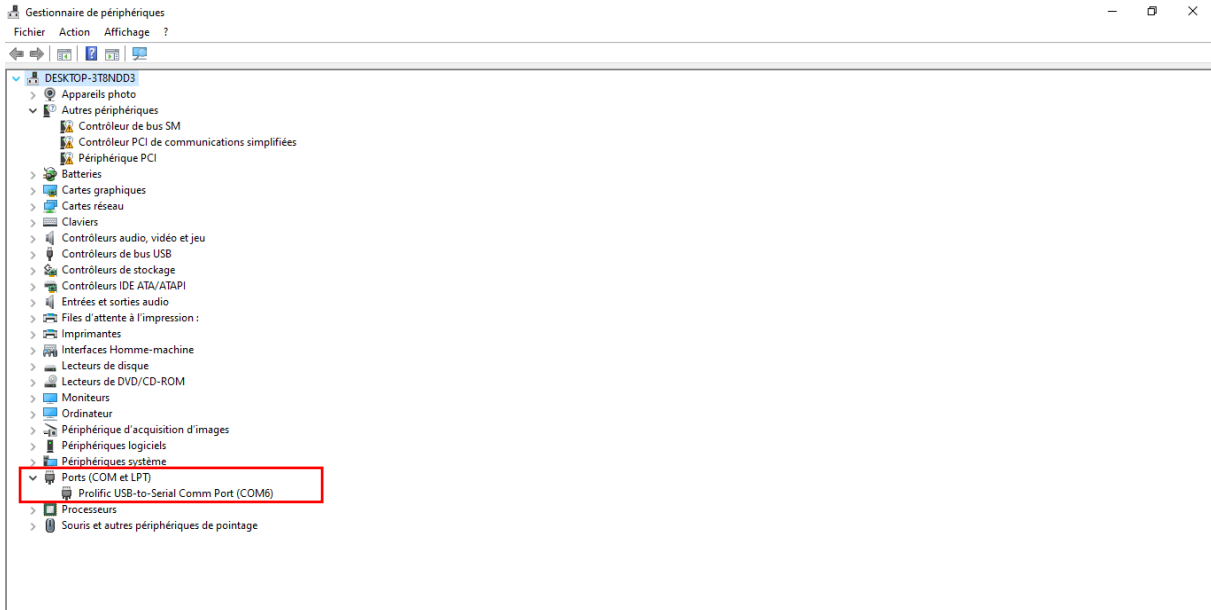 Gestionnaire de périphériques
Fichier Action Affichage ?
DESKTOP-3T8NDD3
Appareils photo
Autres périphériques
Contrôleur de bus SM
Contrôleur PCI de communications simplifiées
Périphérique PCI
Batteries
Cartes graphiques
Cartes réseau
Claviers
Contrôleurs audio, vidéo et jeu
Contrôleurs de bus USB
Contrôleurs de stockage
Contrôleurs IDE ATA/ATAPI
Entrées et sorties audio
Files d'attente à l'impression :
Imprimantes
Interfaces Homme-machine
Lecteurs de disque
Lecteurs de DVD/CD-ROM
Moniteurs
Ordinateur
Périphérique d'acquisition d'images
Périphériques logiciels
Périphériques système
Ports (COM et LPT)
Prolific USB-to-Serial Comm Port (COM6)
Processeurs
Souris et autres périphériques de pointage